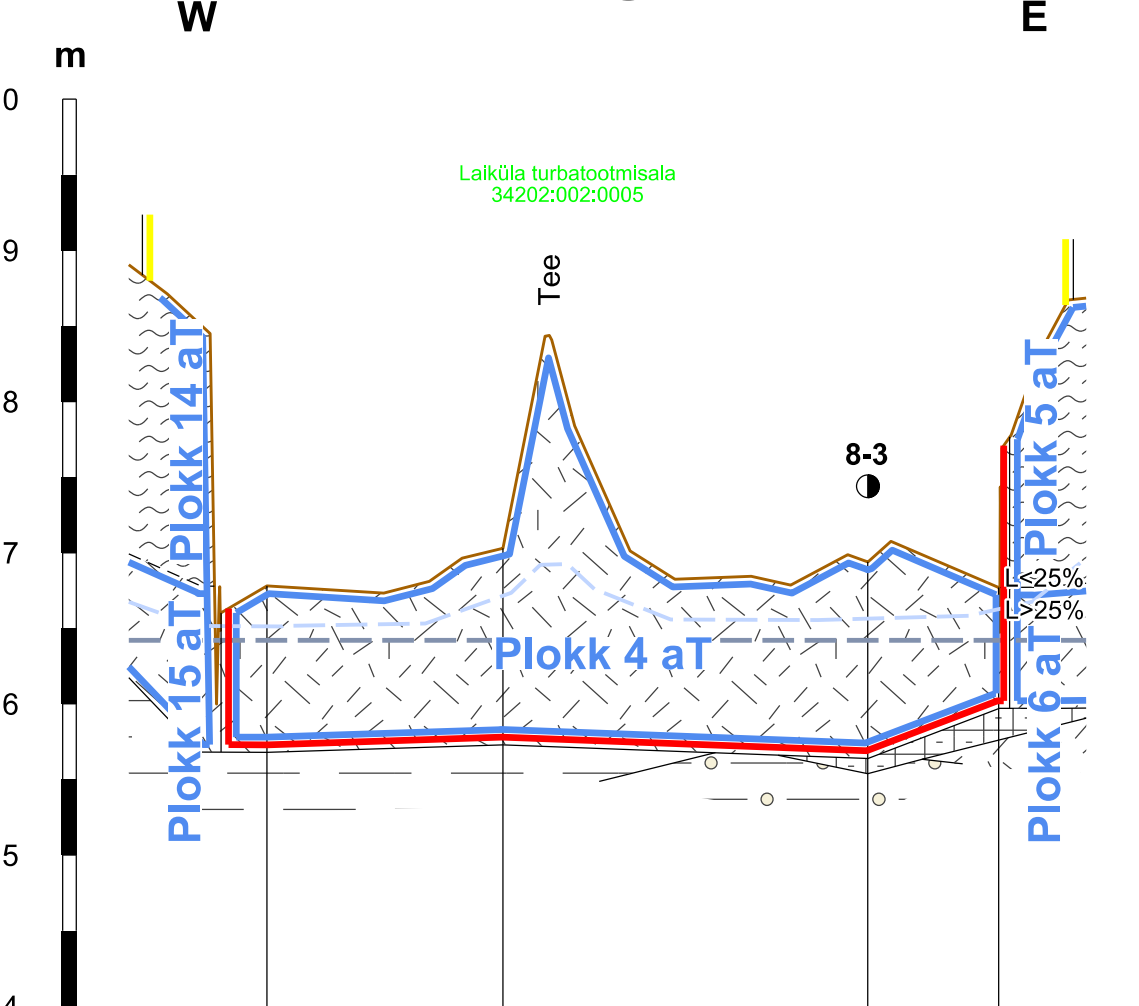 W
E
m
0
Laiküla turbatootmisala
34202:002:0005
9
Tee
8
8-3
7
Plokk 14 aT
Plokk 5 aT
L<25%
L>25%
Plokk 4 aT
6
Plokk 15 aT
Plokk 6 aT
5
4